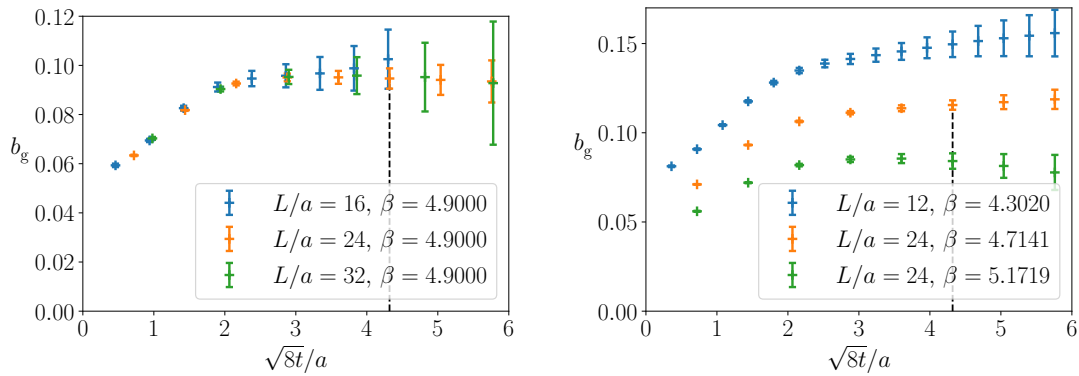 0.12
0.10
0.08
0.06
0.04
0.02
0.00
b_g
0 1 2 3 4 5 6
√8t/a
L/a = 16, β = 4.9000
L/a = 24, β = 4.9000
L/a = 32, β = 4.9000
0.15
0.10
0.05
0.00
b_g
0 1 2 3 4 5 6
√8t/a
L/a = 12, β = 4.3020
L/a = 24, β = 4.7141
L/a = 24, β = 5.1719